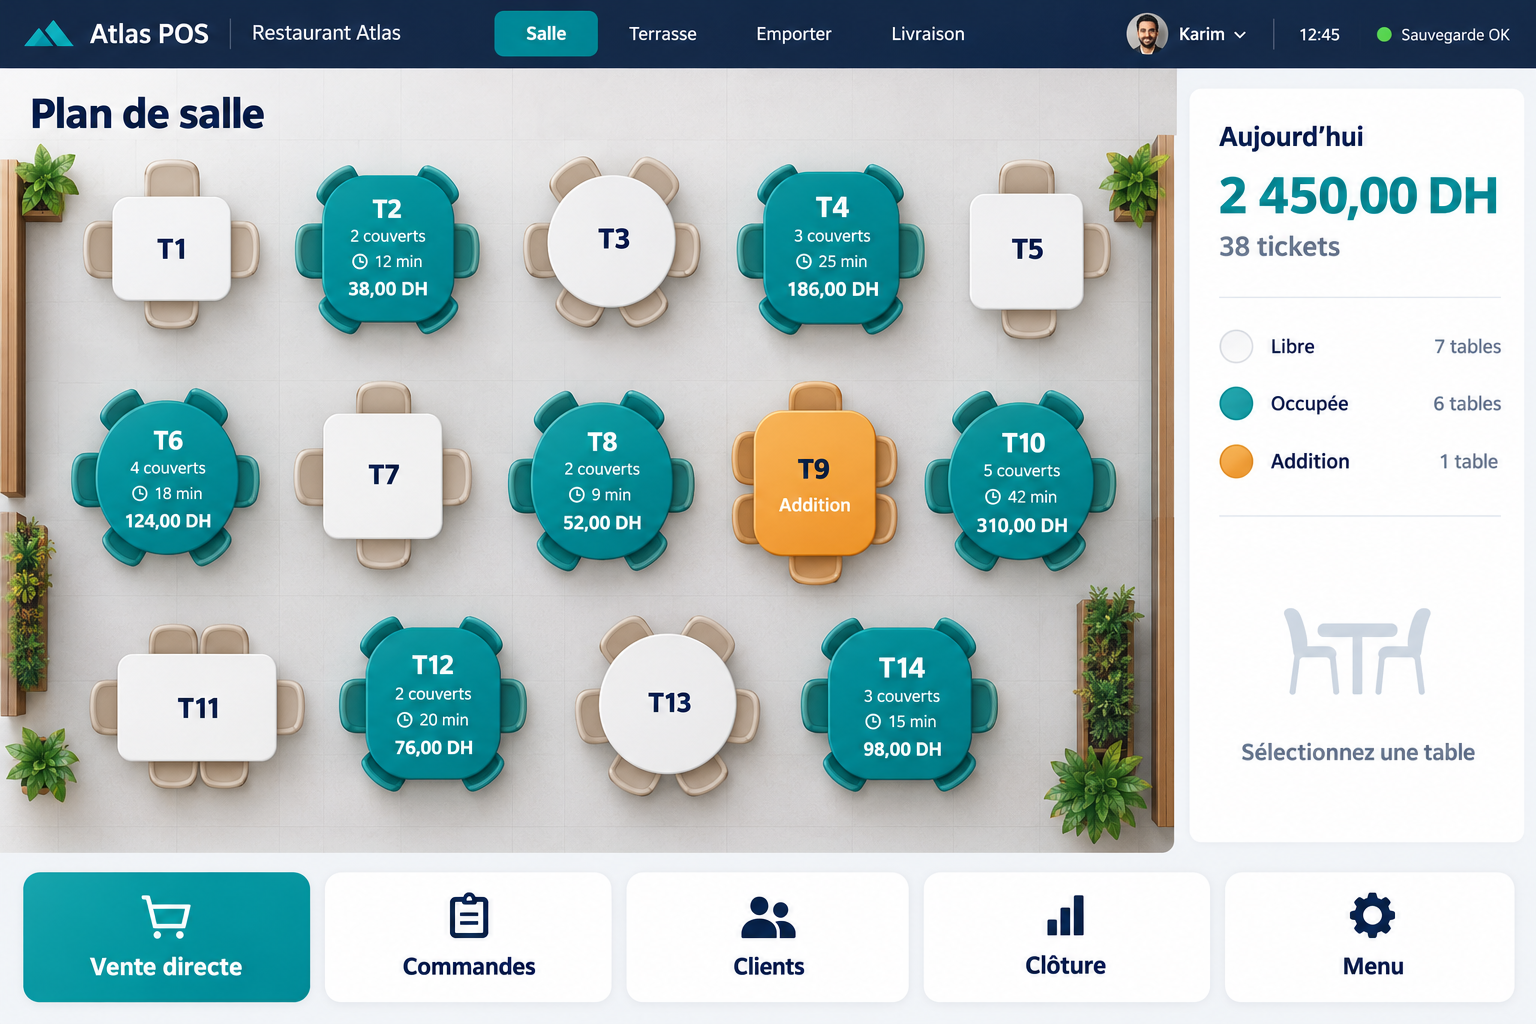 Atlas POS
Restaurant Atlas
Salle
Terrasse
Emporter
Livraison
Karim
12:45
Sauvegarde OK
Plan de salle
T1
T2
2 couverts
12 min
38,00 DH
T3
T4
3 couverts
25 min
186,00 DH
T5
T6
4 couverts
18 min
124,00 DH
T7
T8
2 couverts
9 min
52,00 DH
T9
Addition
T10
5 couverts
42 min
310,00 DH
T11
T12
2 couverts
20 min
76,00 DH
T13
T14
3 couverts
15 min
98,00 DH
Aujourd’hui
2 450,00 DH
38 tickets
Libre 7 tables
Occupée 6 tables
Addition 1 table
Sélectionnez une table
Vente directe
Commandes
Clients
Clôture
Menu